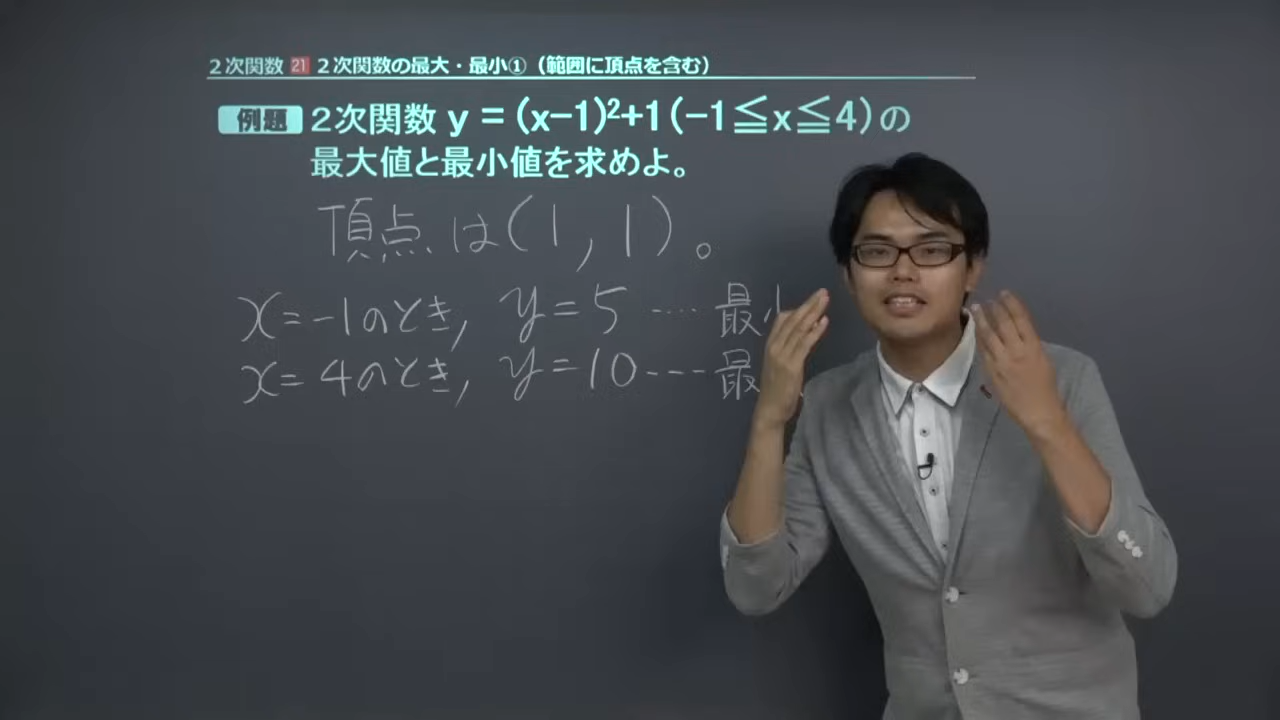 2次関数 21 2次関数の最大・最小①（範囲に頂点を含む）
例題 2次関数 y =（x−1）²+1（−1≦x≦4）の
最大値と最小値を求めよ。
頂点は(1, 1)。
x=-1のとき, y=5 ‥‥ 最小
x=4のとき, y=10---最